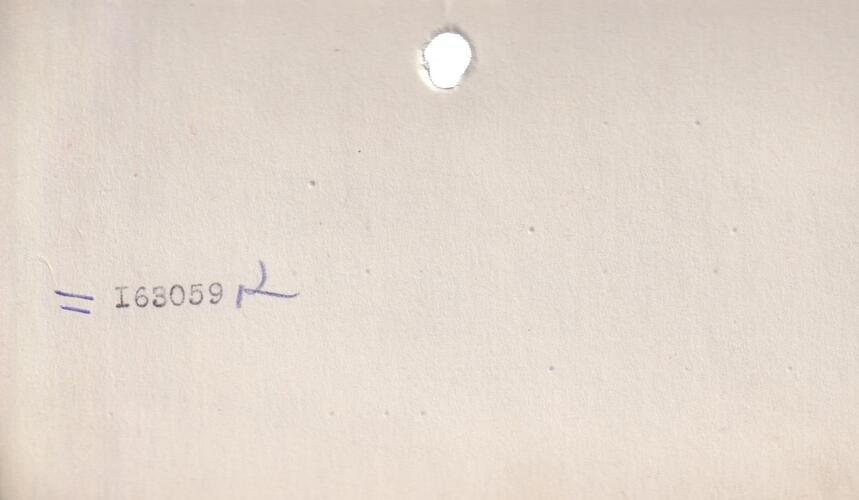 = I63059